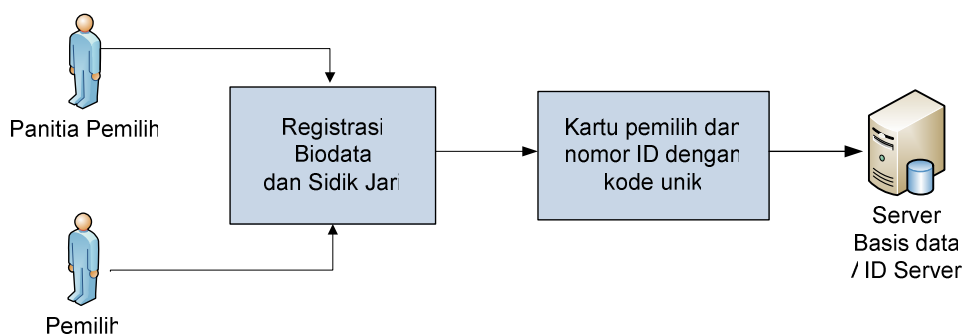 Panitia Pemilih
Registrasi
Biodata
dan Sidik Jari
Kartu pemilih dan
nomor ID dengan
kode unik
Server
Basis data
/ ID Server
Pemilih